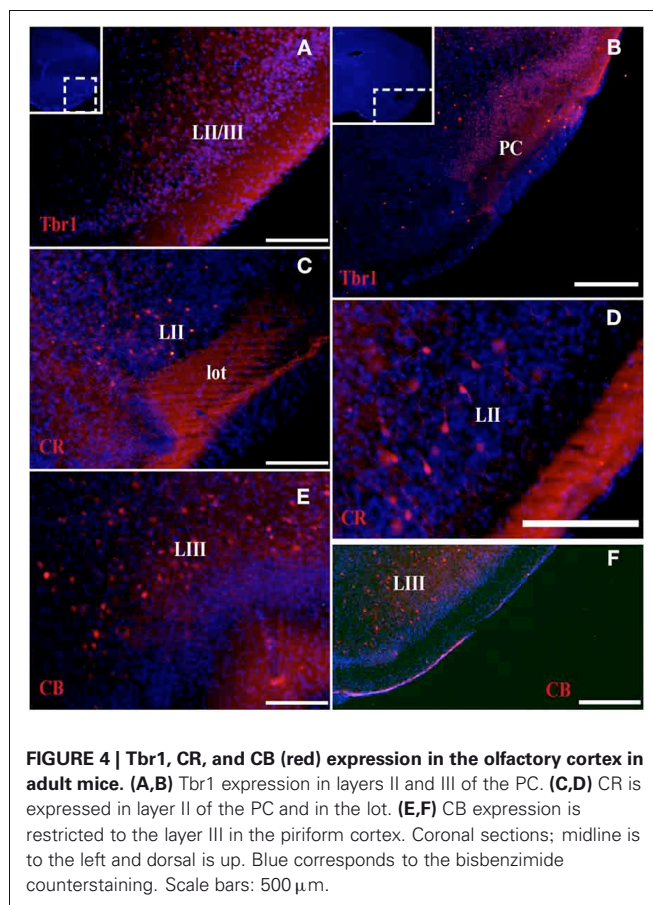 A
LII/III
Tbr1
B
PC
Tbr1
C
LII
lot
CR
D
LII
CR
E
LIII
CB
F
LIII
CB
FIGURE 4 | Tbr1, CR, and CB (red) expression in the olfactory cortex in
adult mice. (A,B) Tbr1 expression in layers II and III of the PC. (C,D) CR is
expressed in layer II of the PC and in the lot. (E,F) CB expression is
restricted to the layer III in the piriform cortex. Coronal sections; midline is
to the left and dorsal is up. Blue corresponds to the bisbenzimide
counterstaining. Scale bars: 500 μm.